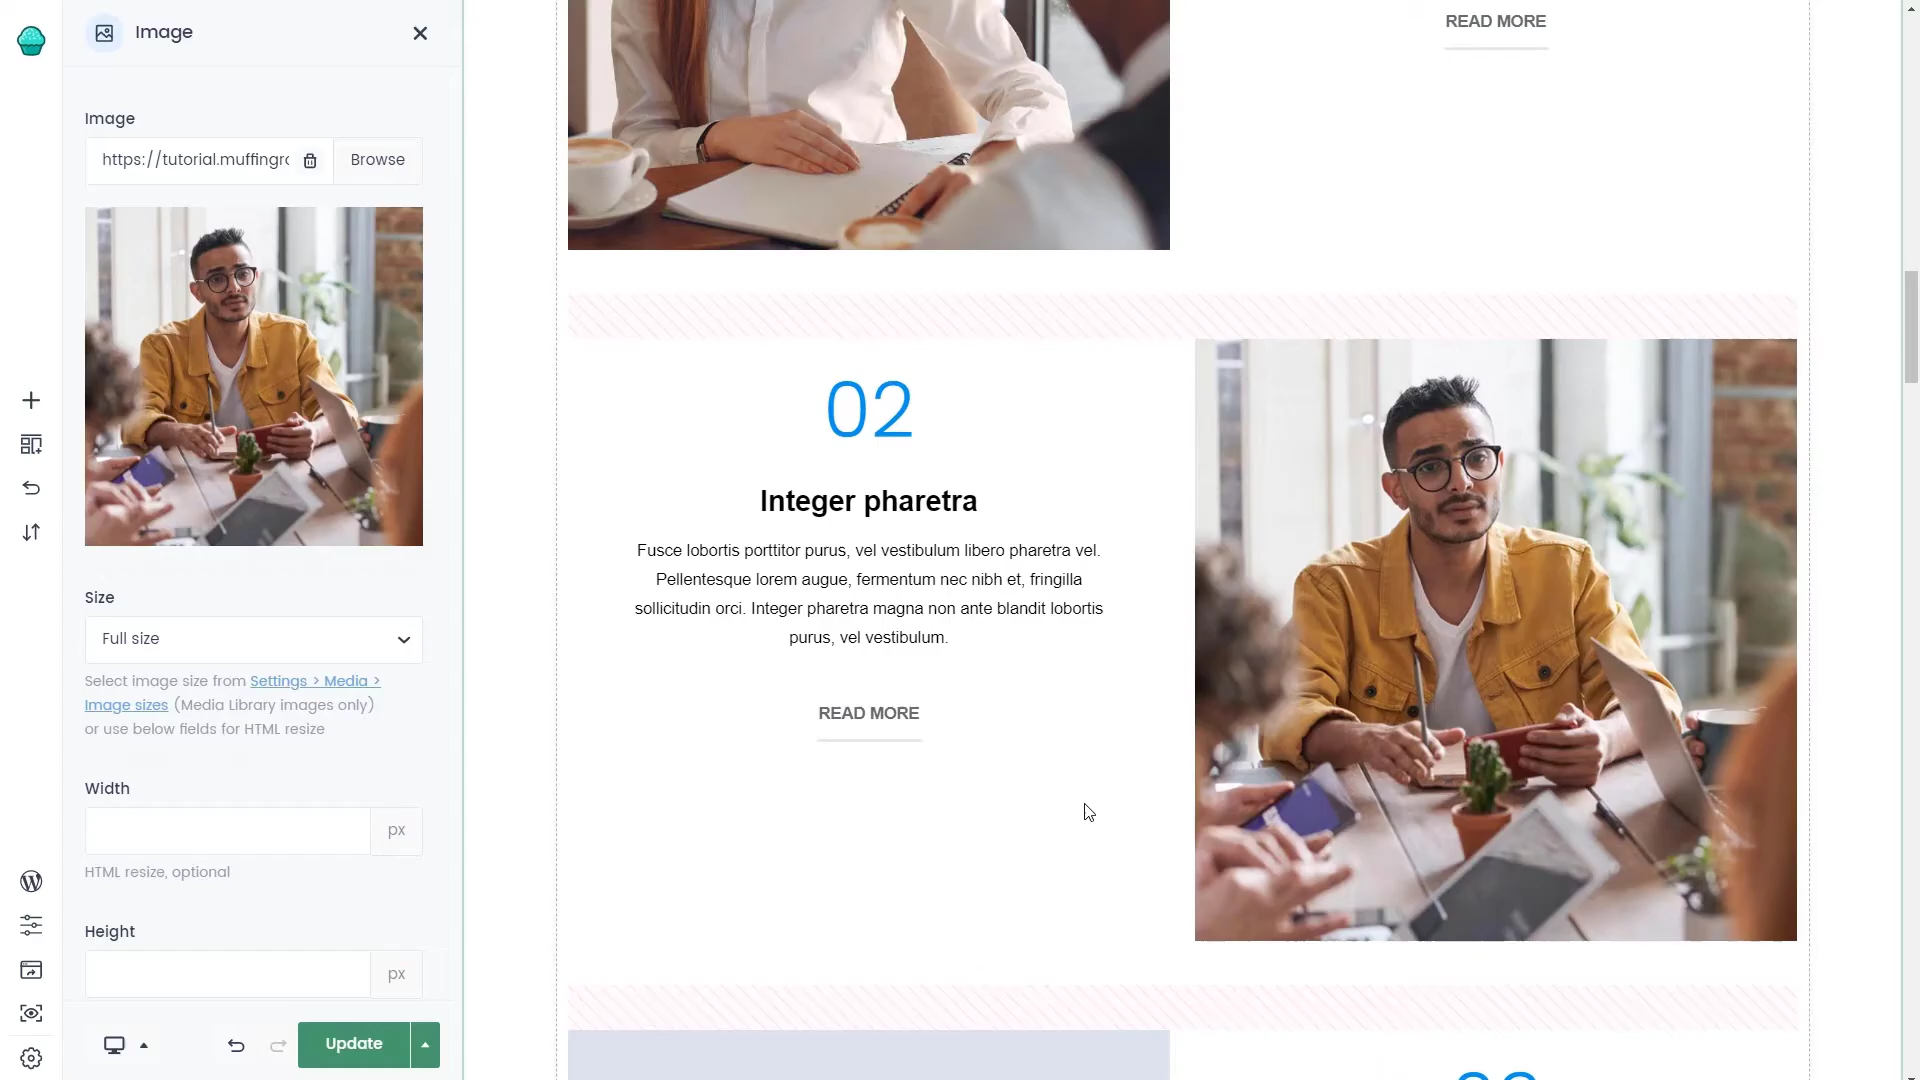 Image
Image
https://tutorial.muffingro
Browse
Size
Full size
Select image size from Settings > Media >
Image sizes (Media Library images only)
or use below fields for HTML resize
Width
px
HTML resize, optional
Height
px
Update
READ MORE
02
Integer pharetra
Fusce lobortis porttitor purus, vel vestibulum libero pharetra vel.
Pellentesque lorem augue, fermentum nec nibh et, fringilla
sollicitudin orci. Integer pharetra magna non ante blandit lobortis
purus, vel vestibulum.
READ MORE